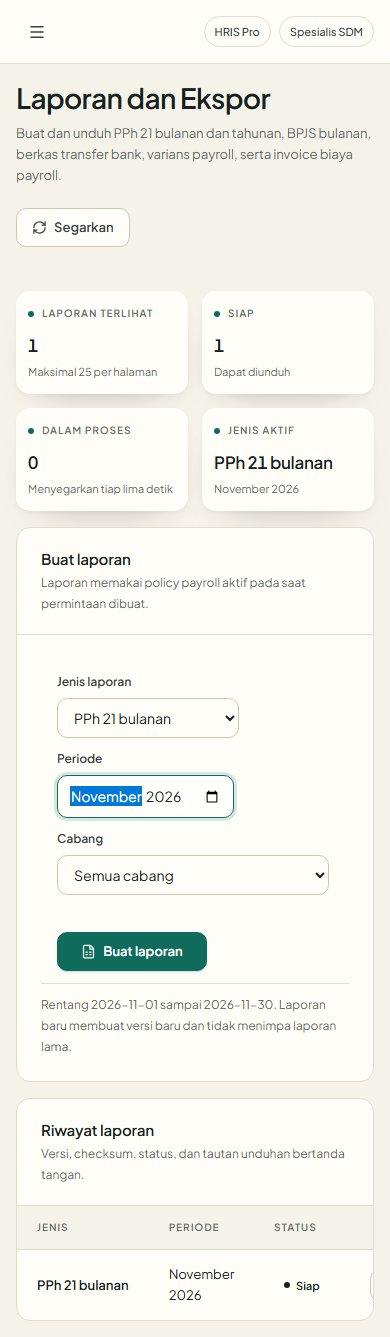 HRIS Pro
Spesialis SDM
Laporan dan Ekspor
Buat dan unduh PPh 21 bulanan dan tahunan, BPJS bulanan,
berkas transfer bank, varians payroll, serta invoice biaya
payroll.
Segarkan
LAPORAN TERLIHAT
1
Maksimal 25 per halaman
SIAP
1
Dapat diunduh
DALAM PROSES
0
Menyegarkan tiap lima detik
JENIS AKTIF
PPh 21 bulanan
November 2026
Buat laporan
Laporan memakai policy payroll aktif pada saat
permintaan dibuat.
Jenis laporan
PPh 21 bulanan
Periode
November 2026
Cabang
Semua cabang
Buat laporan
Rentang 2026-11-01 sampai 2026-11-30. Laporan
baru membuat versi baru dan tidak menimpa laporan
lama.
Riwayat laporan
Versi, checksum, status, dan tautan unduhan bertanda
tangan.
JENIS
PERIODE
STATUS
PPh 21 bulanan
November
2026
Siap